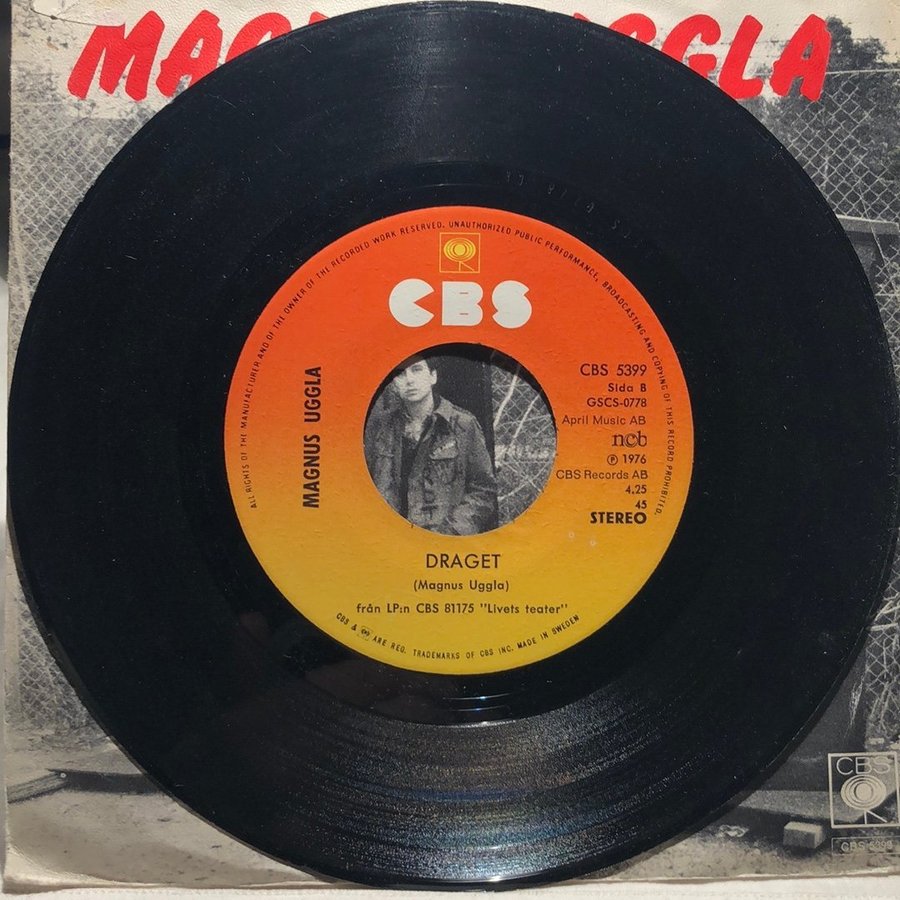 MAG UGGLA
ALL RIGHTS OF THE MANUFACTURER AND OF THE OWNER OF THE RECORDED WORK RESERVED. UNAUTHORIZED PUBLIC PERFORMANCE, BROADCASTING AND COPYING OF THIS RECORD PROHIBITED.
CBS
MAGNUS UGGLA
CBS 5399
Sida B
GSCS-0778
April Music AB
ncb
℗ 1976
CBS Records AB
4.25
45
STEREO
DRAGET
(Magnus Uggla)
från LP:n CBS 81175 "Livets teater"
CBS & ARE REG. TRADEMARKS OF CBS INC. MADE IN SWEDEN
CBS
CBS 5399